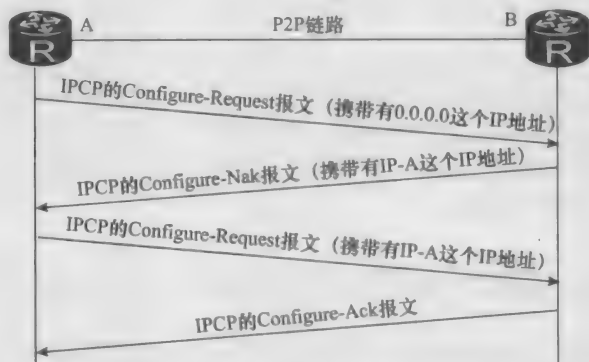 A
P2P链路
B
R
R
IPCP的Configure-Request报文（携带有0.0.0.0这个IP地址）
IPCP的Configure-Nak报文（携带有IP-A这个IP地址）
IPCP的Configure-Request报文（携带有IP-A这个IP地址）
IPCP的Configure-Ack报文